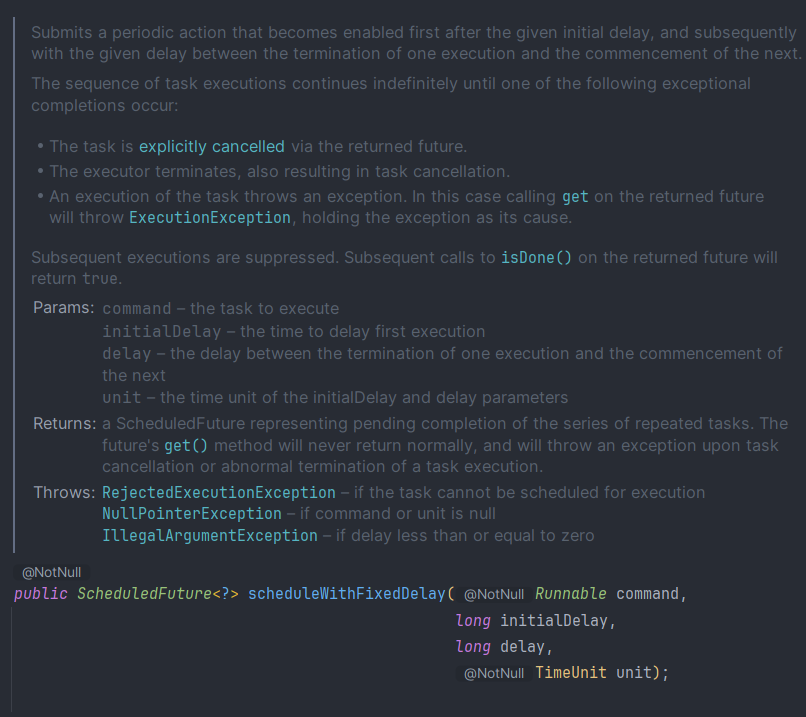 Submits a periodic action that becomes enabled first after the given initial delay, and subsequently
with the given delay between the termination of one execution and the commencement of the next.
The sequence of task executions continues indefinitely until one of the following exceptional
completions occur:
• The task is explicitly cancelled via the returned future.
• The executor terminates, also resulting in task cancellation.
• An execution of the task throws an exception. In this case calling get on the returned future
will throw ExecutionException, holding the exception as its cause.
Subsequent executions are suppressed. Subsequent calls to isDone() on the returned future will
return true.
Params: command – the task to execute
initialDelay – the time to delay first execution
delay – the delay between the termination of one execution and the commencement of
the next
unit – the time unit of the initialDelay and delay parameters
Returns: a ScheduledFuture representing pending completion of the series of repeated tasks. The
future's get() method will never return normally, and will throw an exception upon task
cancellation or abnormal termination of a task execution.
Throws: RejectedExecutionException – if the task cannot be scheduled for execution
NullPointerException – if command or unit is null
IllegalArgumentException – if delay less than or equal to zero
@NotNull
public ScheduledFuture<?> scheduleWithFixedDelay( @NotNull Runnable command,
long initialDelay,
long delay,
@NotNull TimeUnit unit);